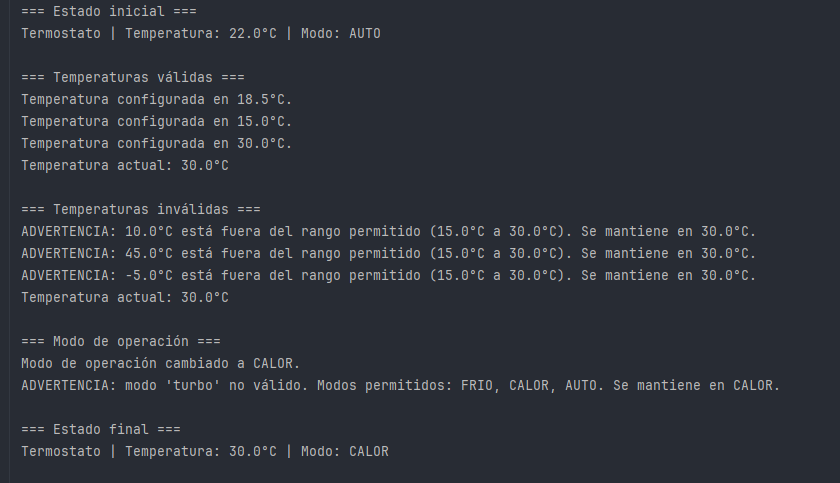 === Estado inicial ===
Termostato | Temperatura: 22.0°C | Modo: AUTO
=== Temperaturas válidas ===
Temperatura configurada en 18.5°C.
Temperatura configurada en 15.0°C.
Temperatura configurada en 30.0°C.
Temperatura actual: 30.0°C
=== Temperaturas inválidas ===
ADVERTENCIA: 10.0°C está fuera del rango permitido (15.0°C a 30.0°C). Se mantiene en 30.0°C.
ADVERTENCIA: 45.0°C está fuera del rango permitido (15.0°C a 30.0°C). Se mantiene en 30.0°C.
ADVERTENCIA: -5.0°C está fuera del rango permitido (15.0°C a 30.0°C). Se mantiene en 30.0°C.
Temperatura actual: 30.0°C
=== Modo de operación ===
Modo de operación cambiado a CALOR.
ADVERTENCIA: modo 'turbo' no válido. Modos permitidos: FRIO, CALOR, AUTO. Se mantiene en CALOR.
=== Estado final ===
Termostato | Temperatura: 30.0°C | Modo: CALOR